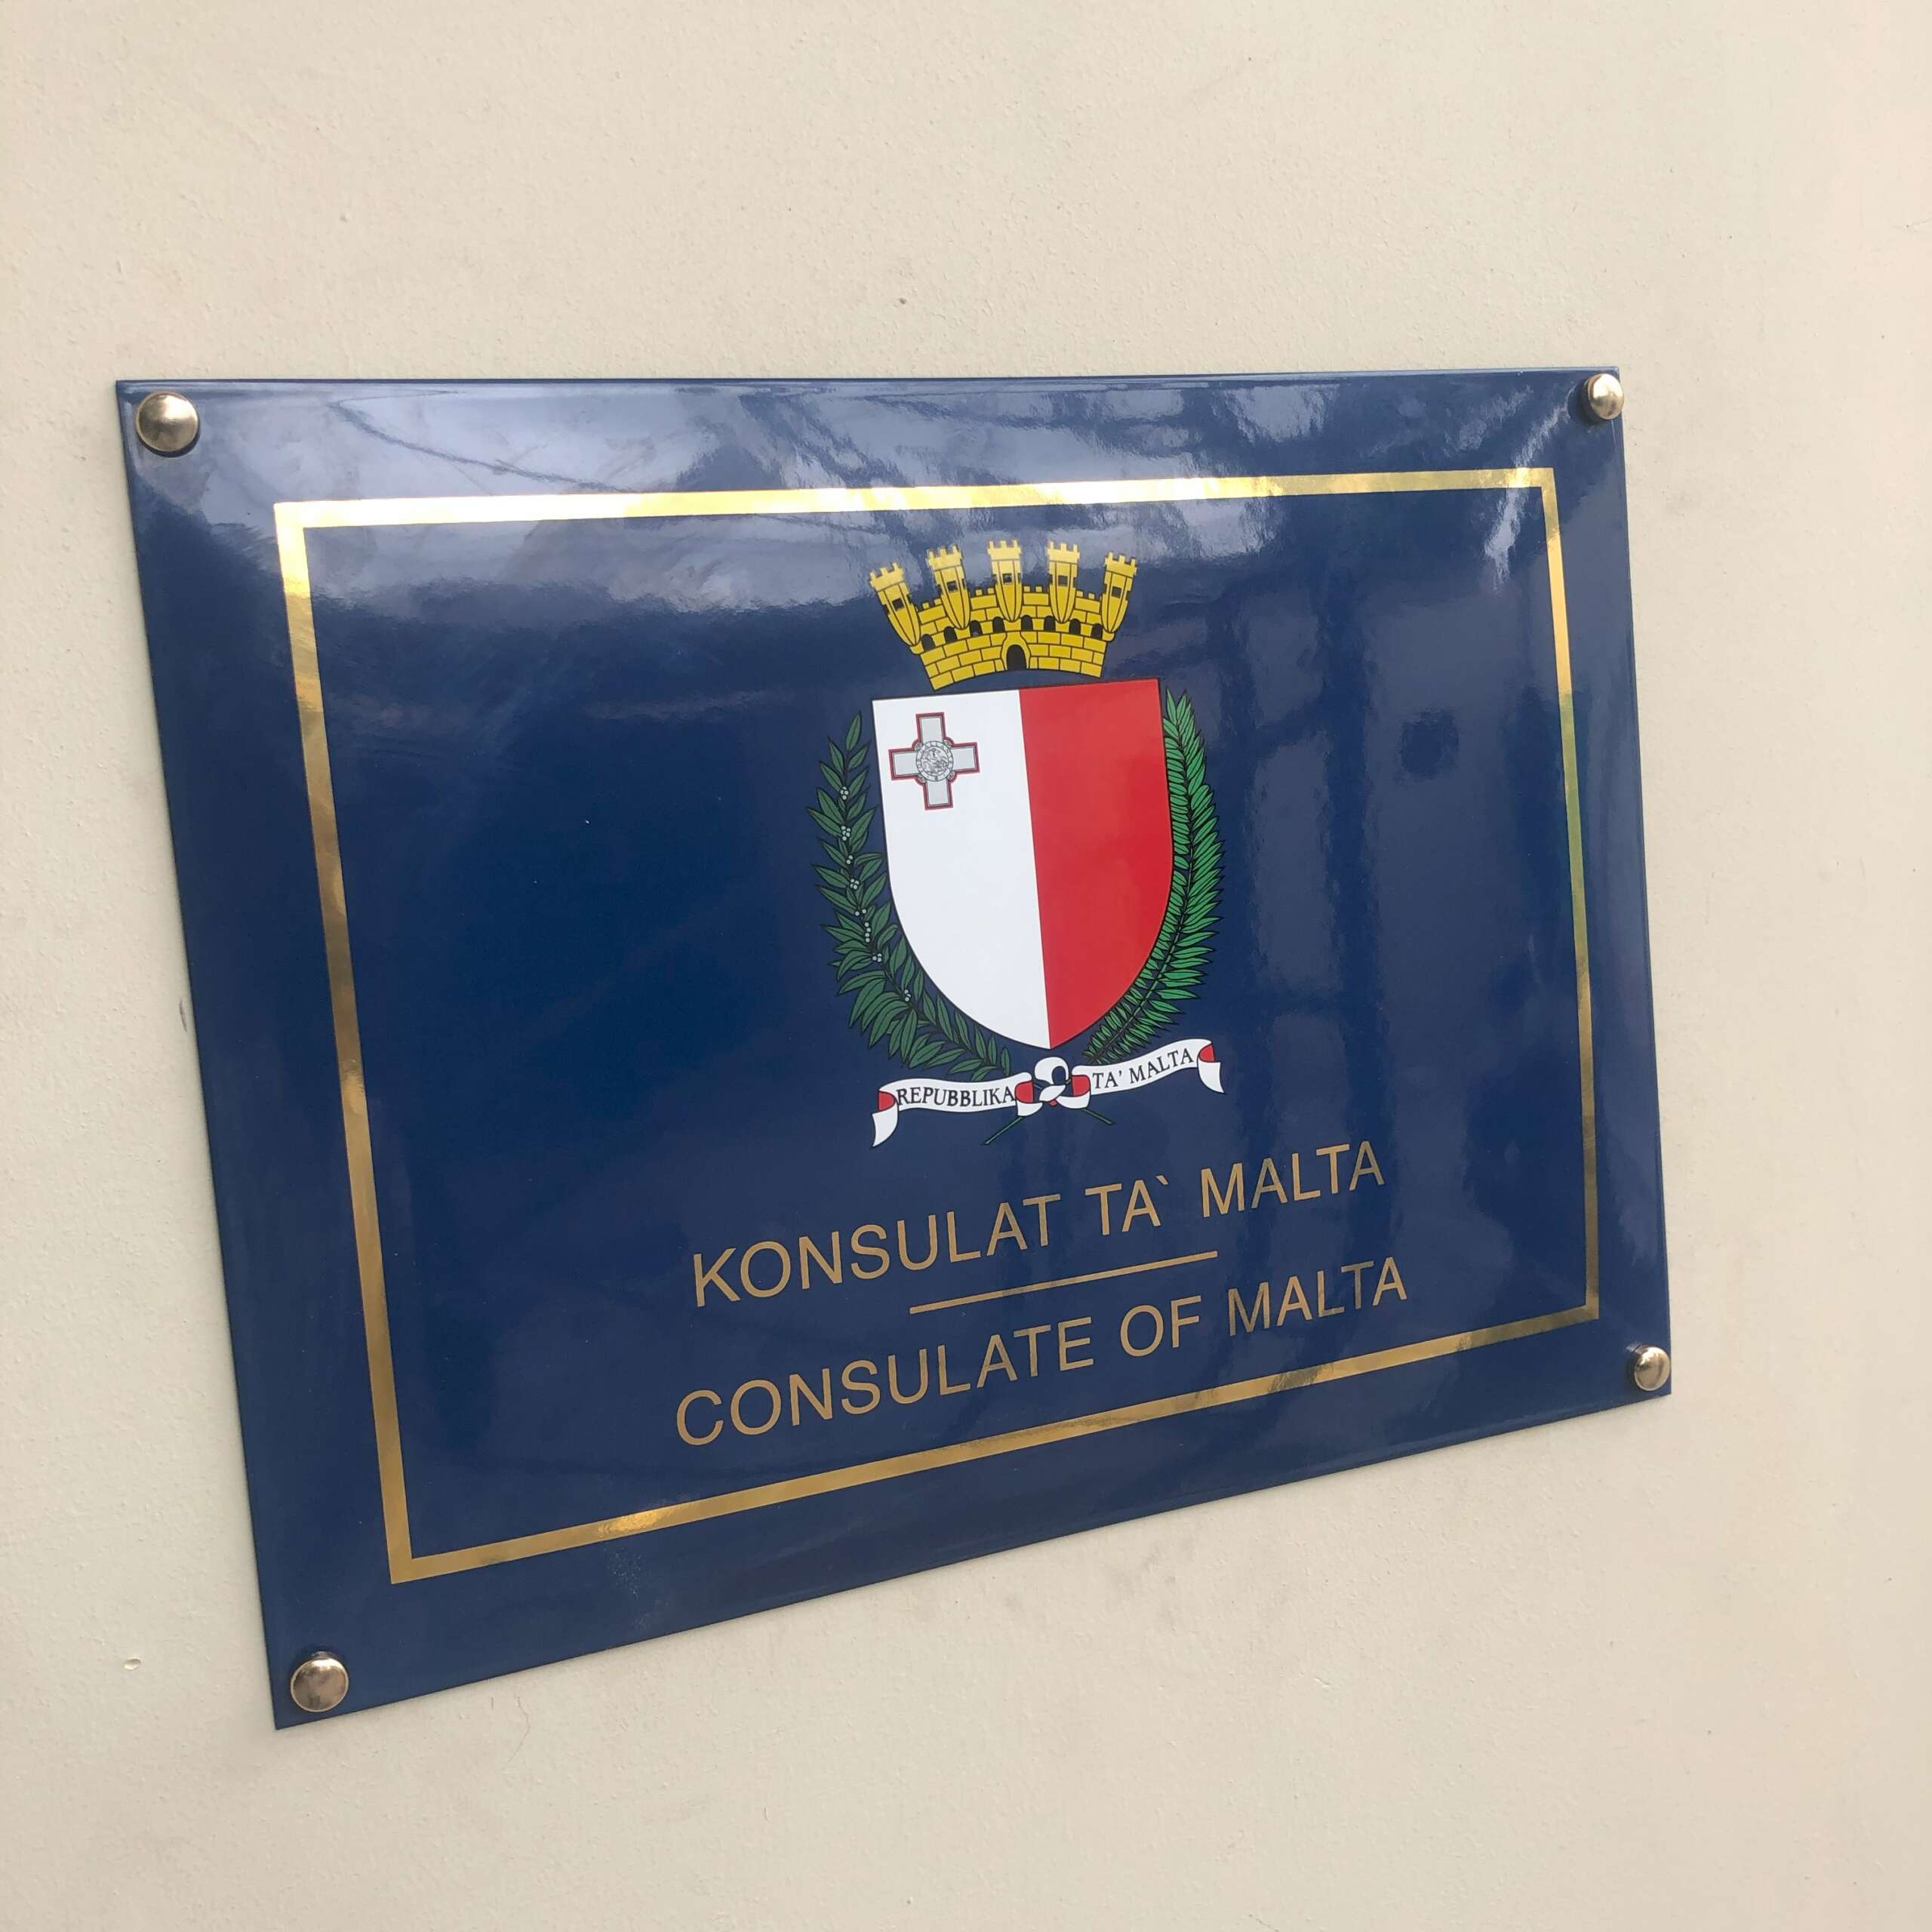 REPUBBLIKA TA' MALTA
KONSULAT TA` MALTA
CONSULATE OF MALTA